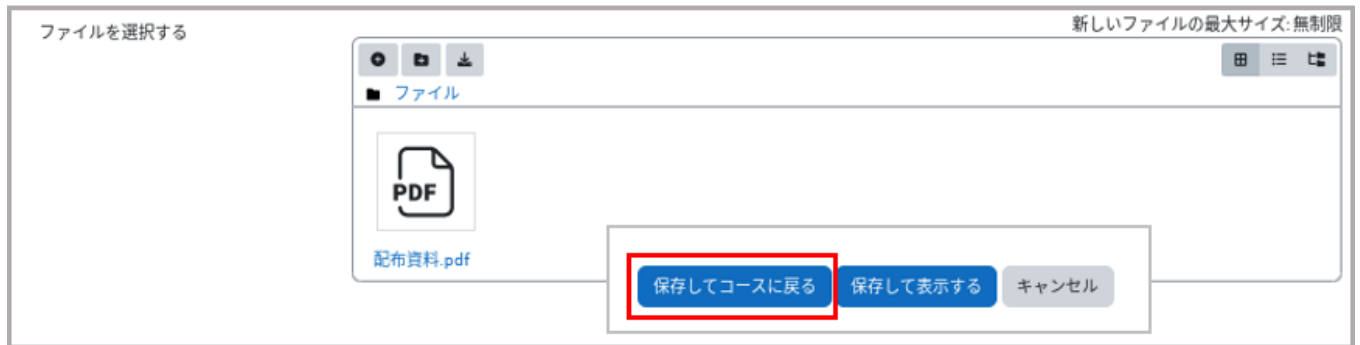 新しいファイルの最大サイズ: 無制限
ファイルを選択する
ファイル
PDF
配布資料.pdf
保存してコースに戻る 保存して表示する キャンセル